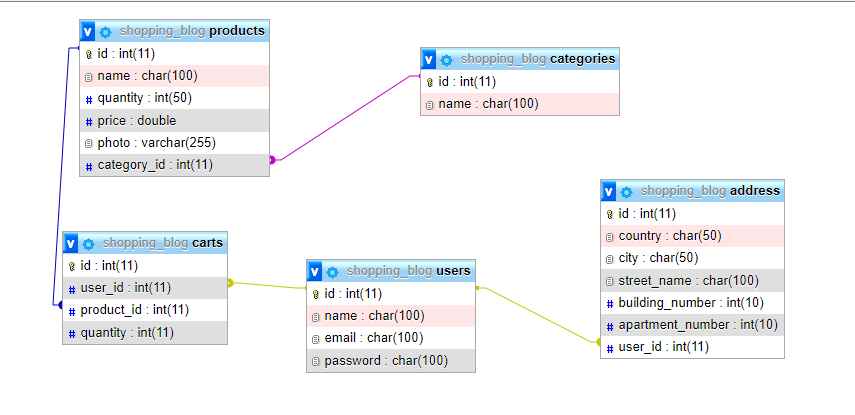 shopping_blog products
id : int(11)
name : char(100)
quantity : int(50)
price : double
photo : varchar(255)
category_id : int(11)
shopping_blog categories
id : int(11)
name : char(100)
shopping_blog address
id : int(11)
country : char(50)
city : char(50)
street_name : char(100)
building_number : int(10)
apartment_number : int(10)
user_id : int(11)
shopping_blog carts
id : int(11)
user_id : int(11)
product_id : int(11)
quantity : int(11)
shopping_blog users
id : int(11)
name : char(100)
email : char(100)
password : char(100)